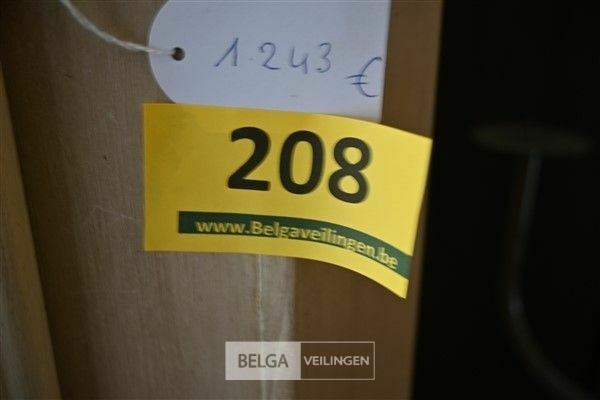 1.243 €
208
www.Belgaveilingen.be
BELGA VEILINGEN